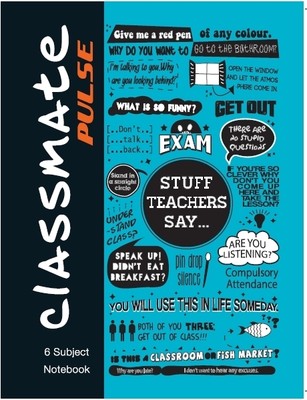 classmate
PULSE
6 Subject
Notebook
Give me a red pen of any colour.
WHY DO YOU WANT TO GO TO THE BATHROOM?
I'm talking to you. Why
are you looking behind?
OPEN THE WINDOW
AND LET THE ATMOS
PHERE COME IN.
WHAT IS SO FUNNY?
GET OUT
[...Don't...]
[...talk...]
[...back...]
EXAM
THERE ARE
NO STUPID
QUESTIONS
Stand in
a straight
circle
STUFF
TEACHERS
SAY...
IF YOU'RE SO
CLEVER WHY DON'T
YOU COME
UP HERE
AND TAKE
THE LESSON?
UNDER
STAND
CLASS?
ARE YOU
LISTENING?
SPEAK UP!
DIDN'T EAT
BREAKFAST?
pin drop
silence
Compulsory
Attendance
YOU WILL USE THIS IN LIFE SOMEDAY.
BOTH OF YOU THREE
GET OUT OF CLASS!!!
IS THIS A CLASSROOM OR FISH MARKET?
Why are you late?
I don't want to hear any excuses.